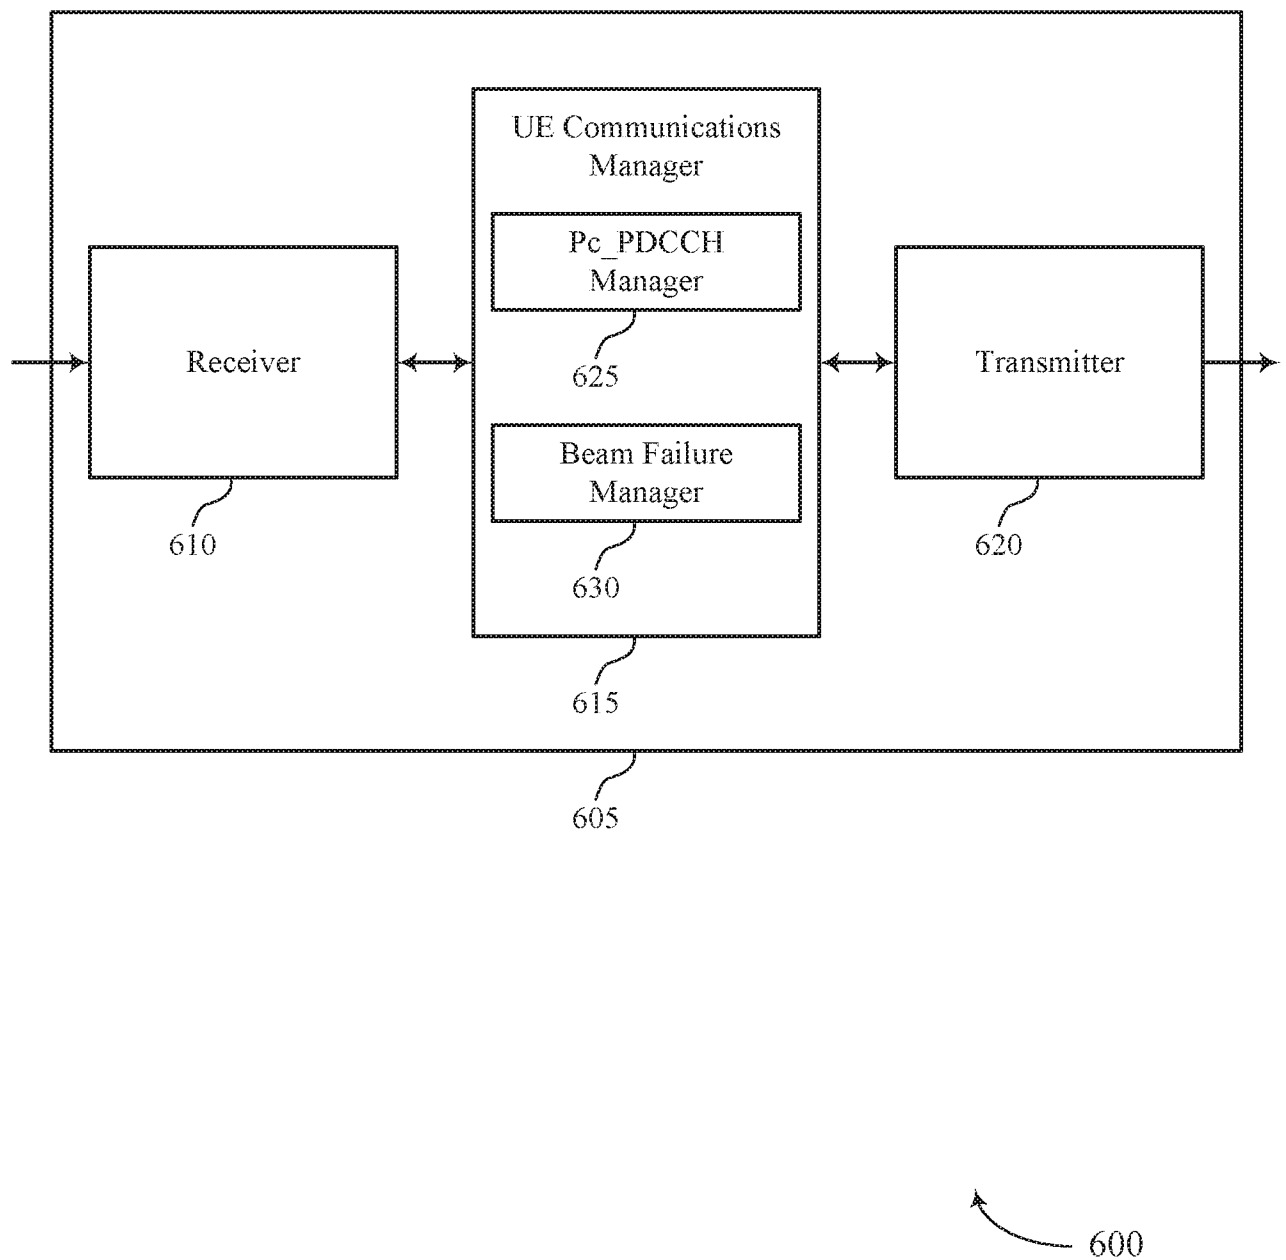 UE Communications
Manager
Pc_PDCCH
Manager
625
Receiver
610
Transmitter
620
Beam Failure
Manager
630
615
605
600